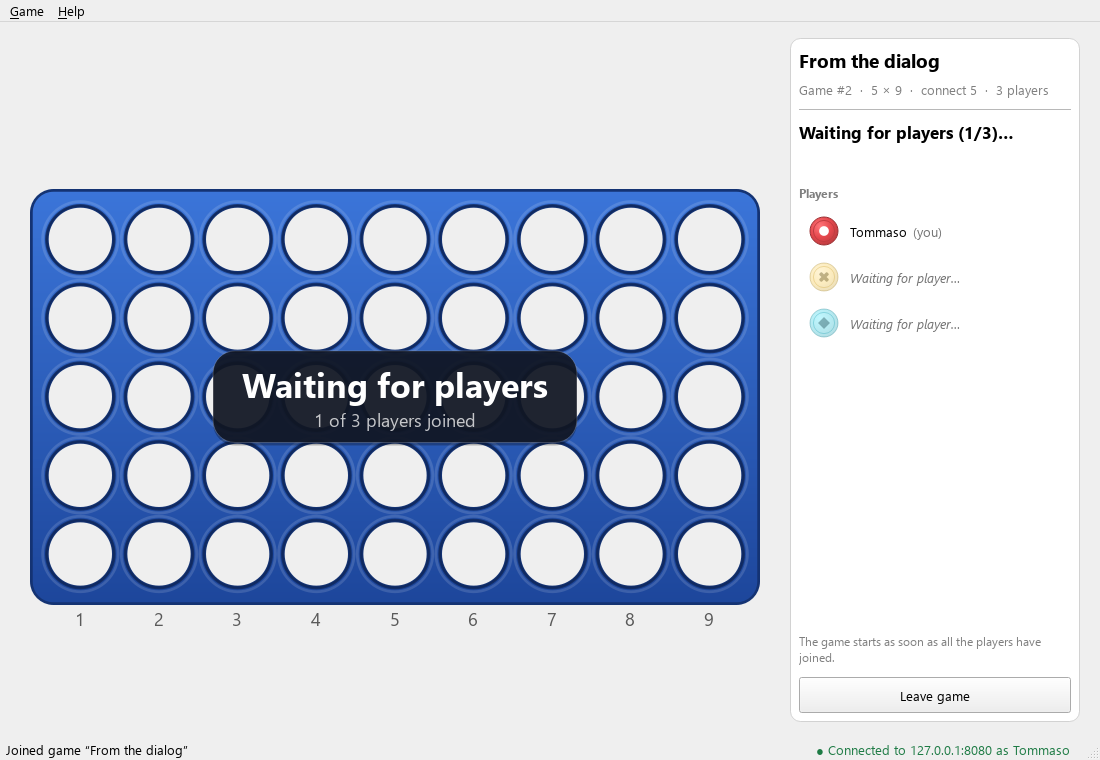 Game Help
From the dialog
Game #2 · 5 × 9 · connect 5 · 3 players
Waiting for players (1/3)...
Players
Tommaso (you)
Waiting for player...
Waiting for player...
Waiting for players
1 of 3 players joined
1 2 3 4 5 6 7 8 9
The game starts as soon as all the players have
joined.
Leave game
Joined game “From the dialog”
● Connected to 127.0.0.1:8080 as Tommaso